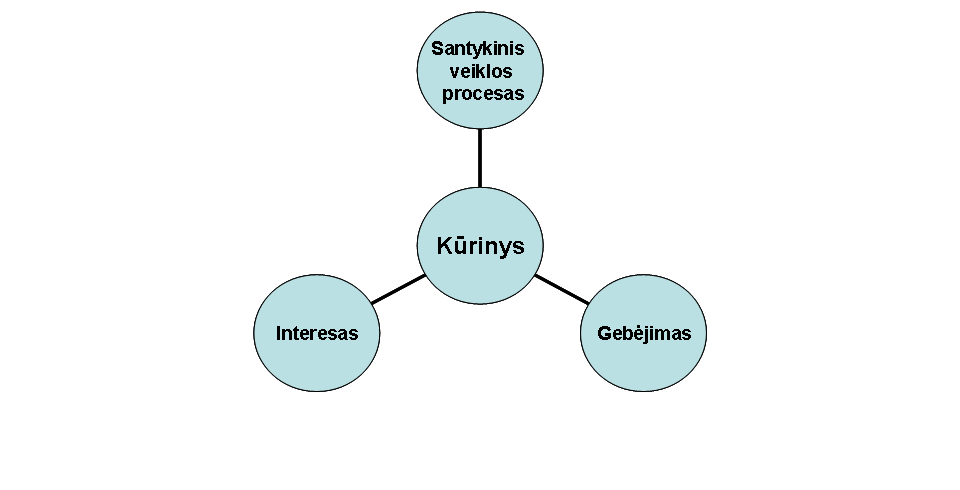 Santykinis
veiklos
procesas
Kūrinys
Interesas
Gebėjimas